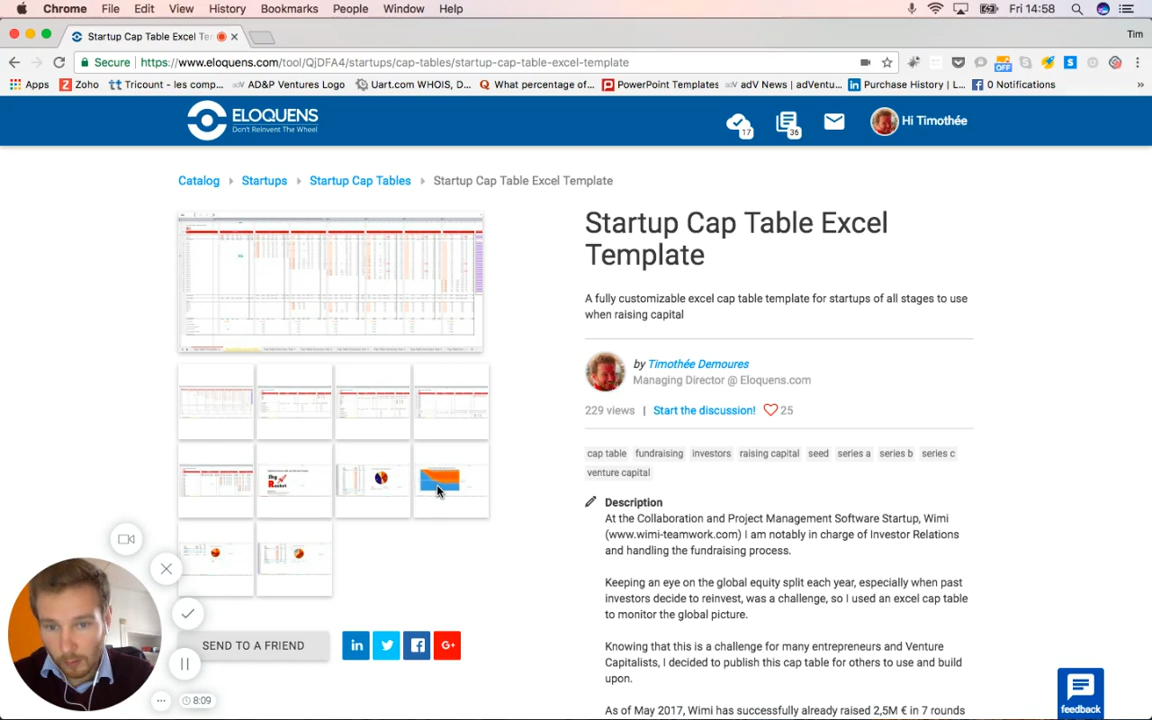 Chrome File Edit View History Bookmarks People Window Help Fri 14:58
Startup Cap Table Excel Te Tim
Secure https://www.eloquens.com/tool/QjDFA4/startups/cap-tables/startup-cap-table-excel-template
Apps Zoho Tricount - les comp... AD&P Ventures Logo Uart.com WHOIS, D... What percentage of... PowerPoint Templates adV News | adVentu... Purchase History | L... 0 Notifications »
OFF
ELOQUENS
Don't Reinvent The Wheel
17 36 Hi Timothée
Catalog Startups Startup Cap Tables Startup Cap Table Excel Template
Startup Cap Table Excel
Template
A fully customizable excel cap table template for startups of all stages to use
when raising capital
by Timothée Demoures
Managing Director @ Eloquens.com
229 views | Start the discussion! 25
cap table fundraising investors raising capital seed series a series b series c
venture capital
Description
At the Collaboration and Project Management Software Startup, Wimi
(www.wimi-teamwork.com) I am notably in charge of Investor Relations
and handling the fundraising process.
Keeping an eye on the global equity split each year, especially when past
investors decide to reinvest, was a challenge, so I used an excel cap table
to monitor the global picture.
Knowing that this is a challenge for many entrepreneurs and Venture
Capitalists, I decided to publish this cap table for others to use and build
upon.
As of May 2017, Wimi has successfully already raised 2,5M € in 7 rounds
SEND TO A FRIEND
in G+
8:09
feedback